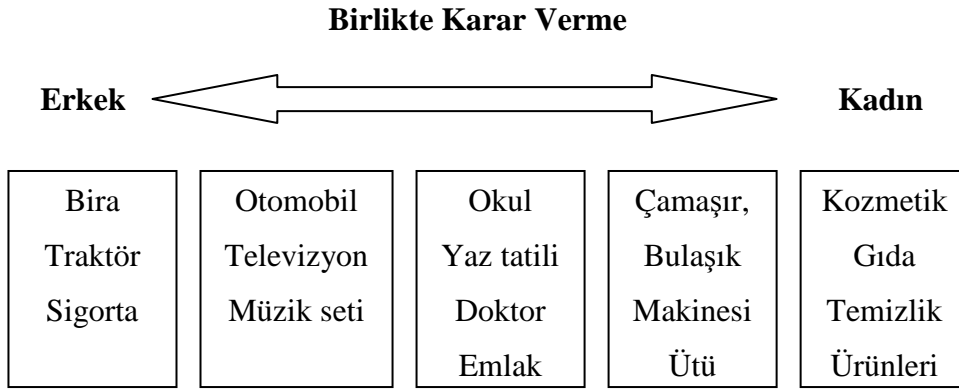 Birlikte Karar Verme
Erkek
Kadın
Bira
Traktör
Sigorta
Otomobil
Televizyon
Müzik seti
Okul
Yaz tatili
Doktor
Emlak
Çamaşır,
Bulaşık
Makinesi
Ütü
Kozmetik
Gıda
Temizlik
Ürünleri